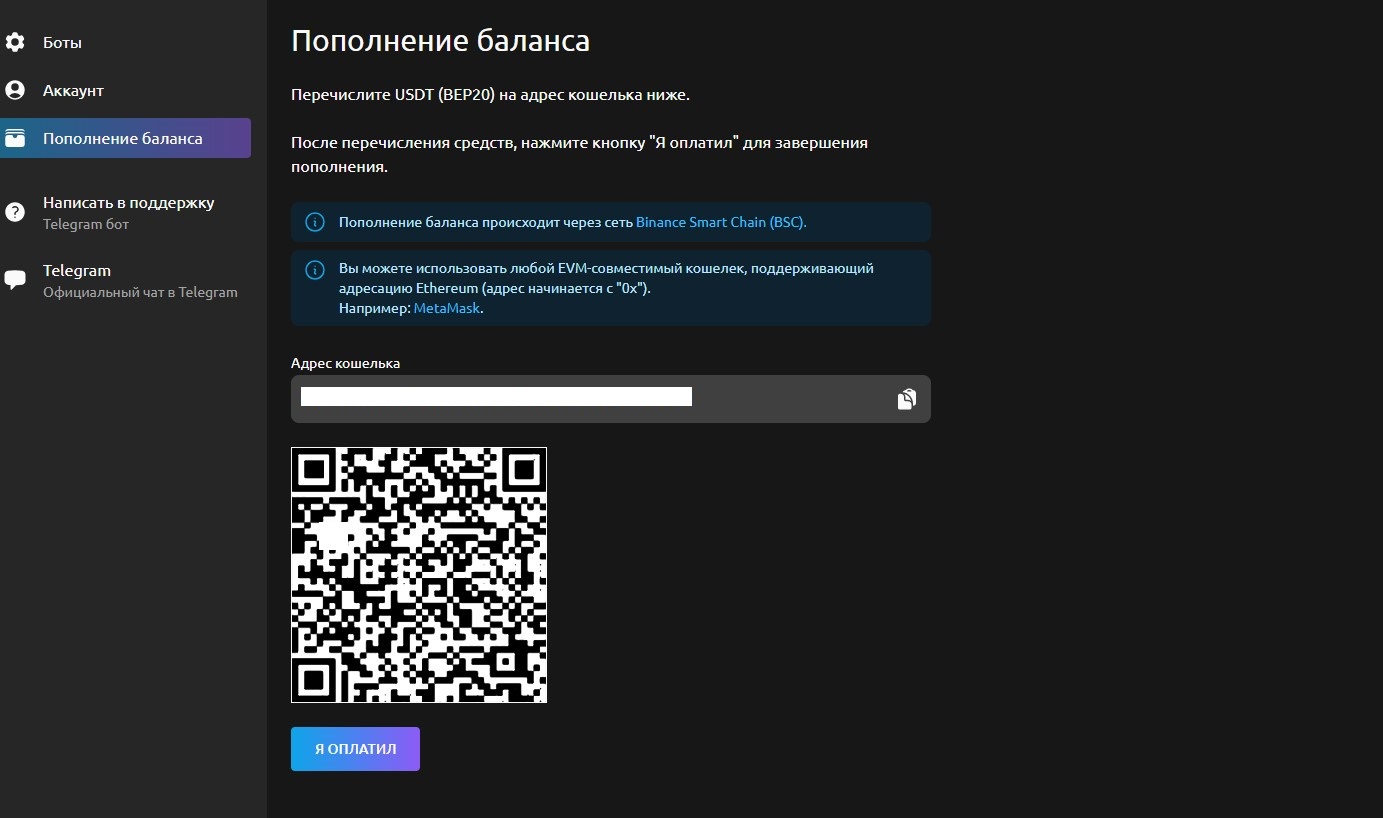 Боты
Аккаунт
Пополнение баланса
Написать в поддержку
Telegram бот
Telegram
Официальный чат в Telegram
Пополнение баланса
Перечислите USDT (BEP20) на адрес кошелька ниже.
После перечисления средств, нажмите кнопку "Я оплатил" для завершения
пополнения.
Пополнение баланса происходит через сеть Binance Smart Chain (BSC).
Вы можете использовать любой EVM-совместимый кошелек, поддерживающий
адресацию Ethereum (адрес начинается с "0x").
Например: MetaMask.
Адрес кошелька
Я ОПЛАТИЛ